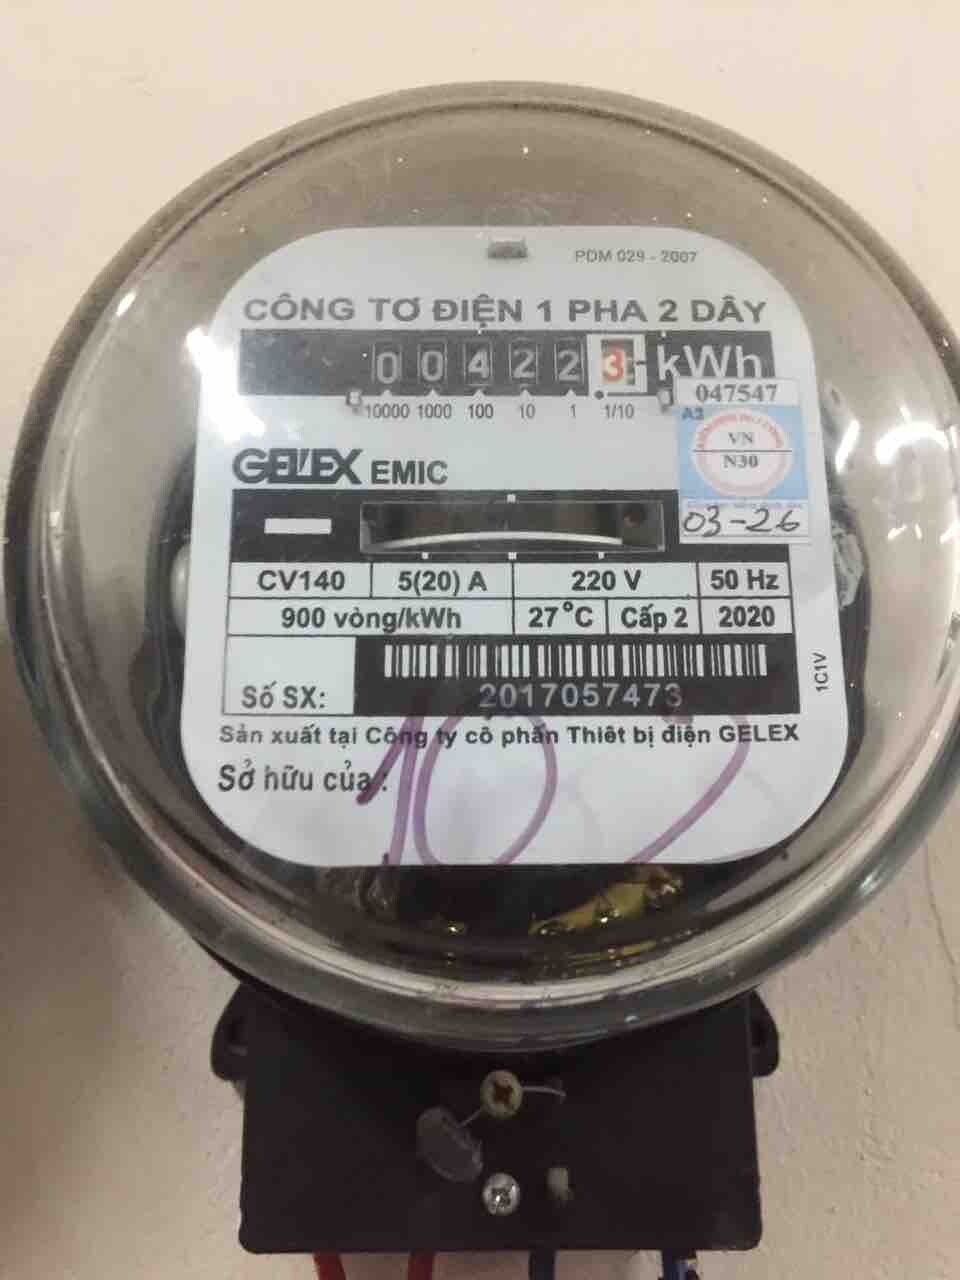 PDM 029 - 2007
CÔNG TƠ ĐIỆN 1 PHA 2 DÂY
0 0 4 2 2 3 kWh
10000 1000 100 10 1 1/10
047547
A3
VN
N30
GELEX EMIC
03-26
CV140 5(20) A 220 V 50 Hz
900 vòng/kWh 27°C Cấp 2 2020
1C1V
Số SX: 2017057473
Sản xuất tại Công ty cổ phần Thiết bị điện GELEX
Sở hữu của: